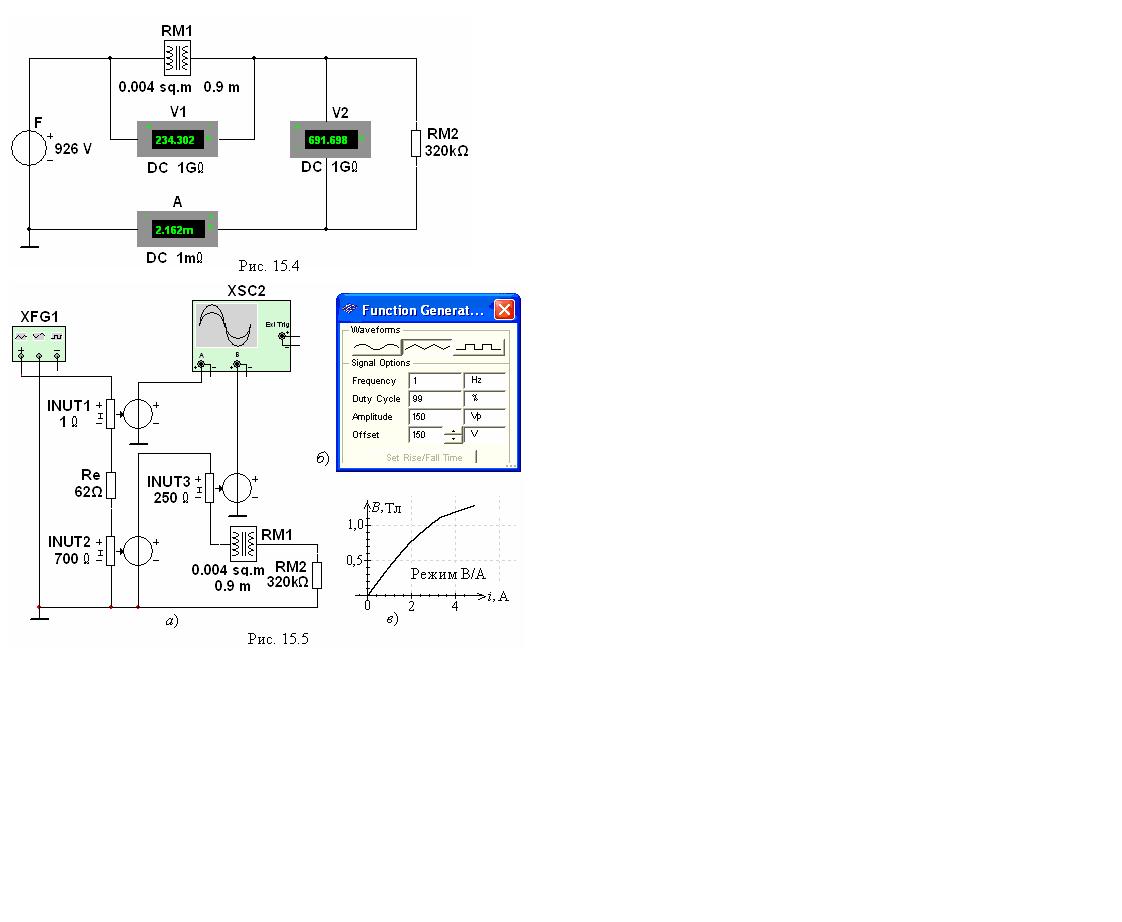 RM1
0.004 sq.m 0.9 m
V1
234.302
DC 1GΩ
V2
691.698
DC 1GΩ
F
+
926 V
−
RM2
320kΩ
A
2.162m
DC 1mΩ
Рис. 15.4
XSC2
XFG1
Ext Trig
A B
INUT1
1 Ω
Re
62Ω
INUT2
700 Ω
INUT3
250 Ω
RM1
0.004 sq.m
0.9 m
RM2
320kΩ
а)
Function Generat...
Waveforms
Signal Options
Frequency 1 Hz
Duty Cycle 99 %
Amplitude 150 Vp
Offset 150 V
Set Rise/Fall Time
б)
B,Тл
1,0
0,5
Режим В/А
0 2 4 i, А
в)
Рис. 15.5